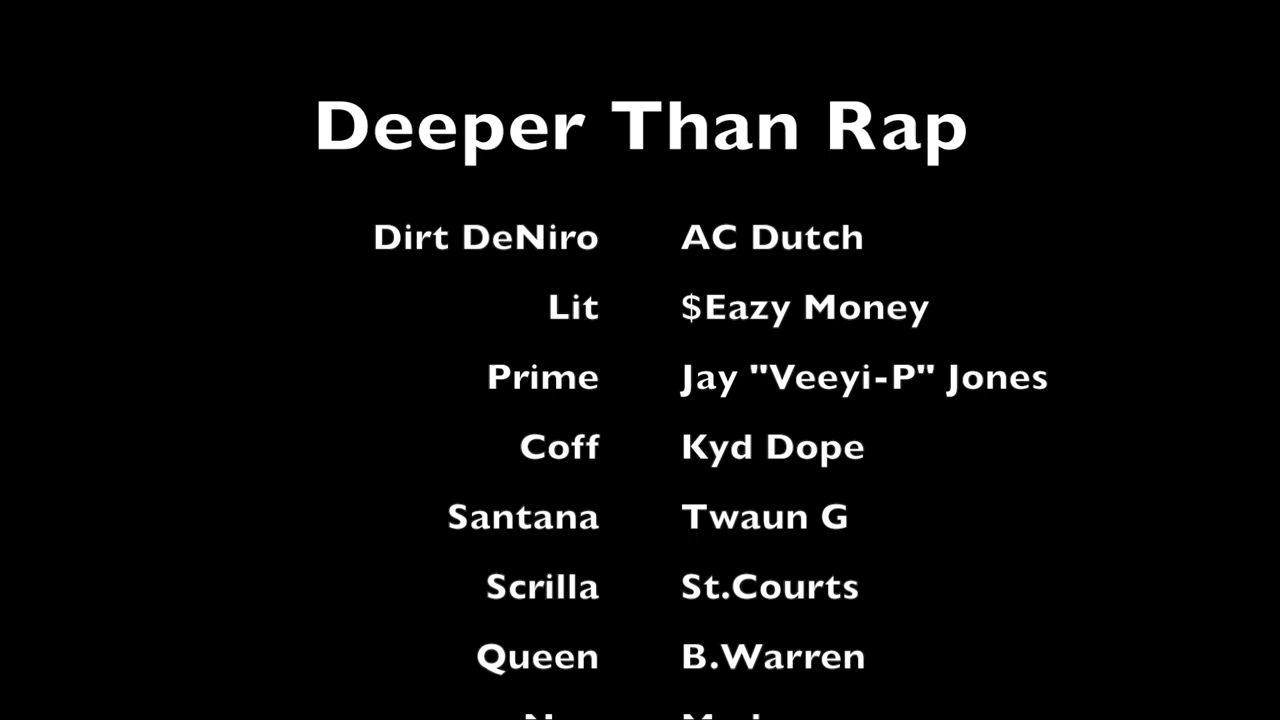 Deeper Than Rap
Dirt DeNiro AC Dutch
Lit $Eazy Money
Prime Jay "Veeyi-P" Jones
Coff Kyd Dope
Santana Twaun G
Scrilla St.Courts
Queen B.Warren